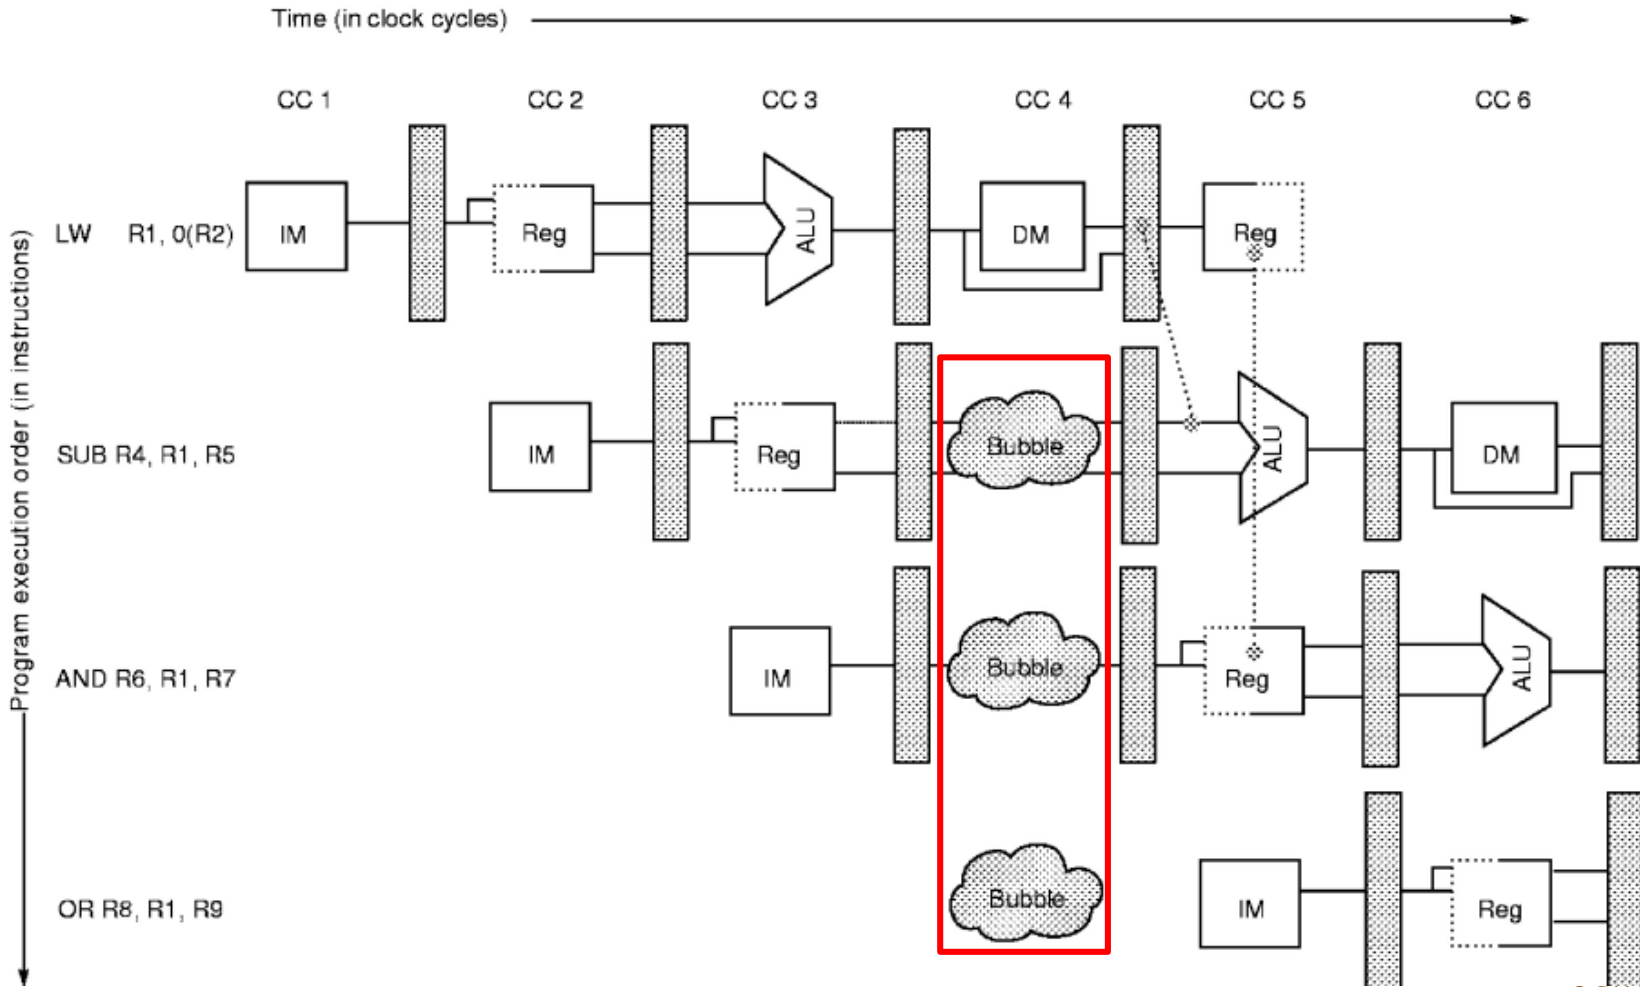 Time (in clock cycles)
CC 1 CC 2 CC 3 CC 4 CC 5 CC 6
Program execution order (in instructions)
LW R1, 0(R2) IM Reg ALU DM Reg
SUB R4, R1, R5 IM Reg Bubble ALU DM
AND R6, R1, R7 IM Bubble Reg ALU
OR R8, R1, R9 Bubble IM Reg